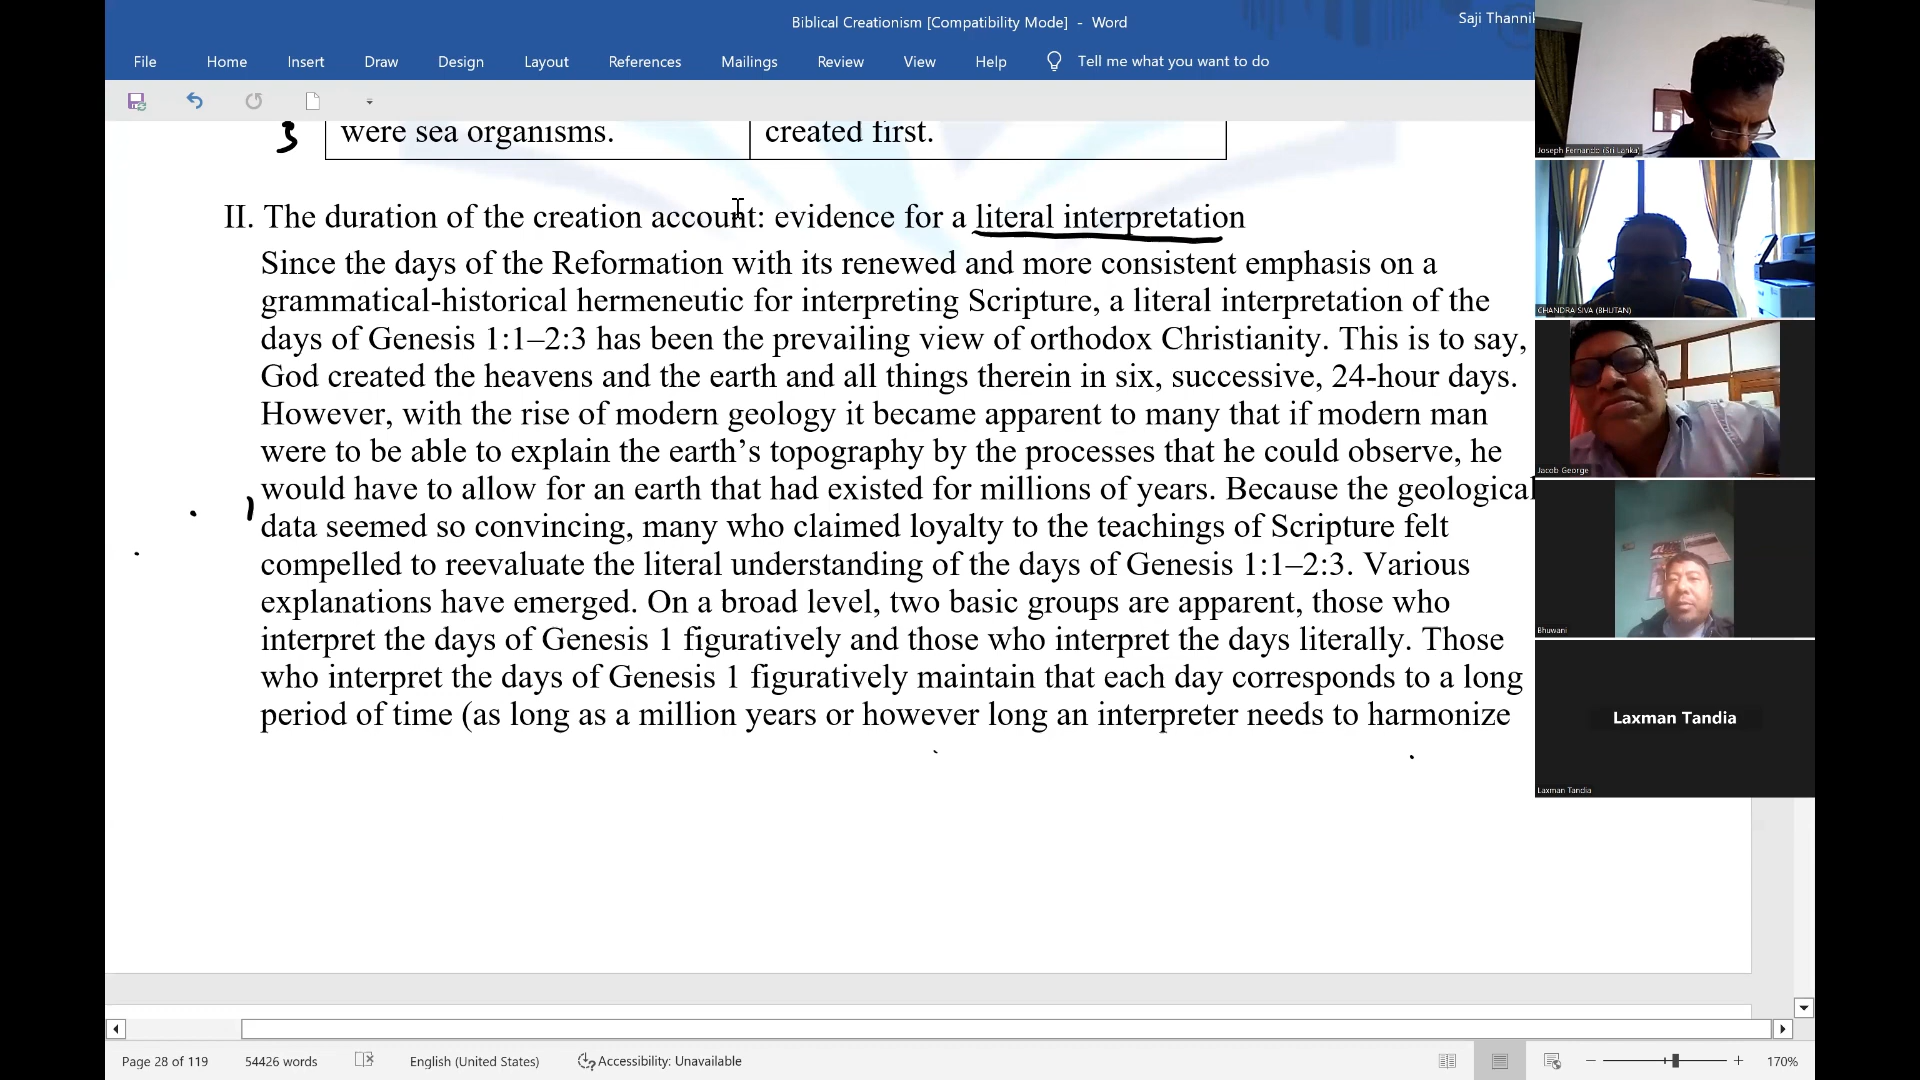 Biblical Creationism [Compatibility Mode] - Word
File Home Insert Draw Design Layout References Mailings Review View Help Tell me what you want to do
3
were sea organisms. created first.
II. The duration of the creation account: evidence for a literal interpretation
Since the days of the Reformation with its renewed and more consistent emphasis on a
grammatical-historical hermeneutic for interpreting Scripture, a literal interpretation of the
days of Genesis 1:1–2:3 has been the prevailing view of orthodox Christianity. This is to say,
God created the heavens and the earth and all things therein in six, successive, 24-hour days.
However, with the rise of modern geology it became apparent to many that if modern man
were to be able to explain the earth’s topography by the processes that he could observe, he
would have to allow for an earth that had existed for millions of years. Because the geological
data seemed so convincing, many who claimed loyalty to the teachings of Scripture felt
compelled to reevaluate the literal understanding of the days of Genesis 1:1–2:3. Various
explanations have emerged. On a broad level, two basic groups are apparent, those who
interpret the days of Genesis 1 figuratively and those who interpret the days literally. Those
who interpret the days of Genesis 1 figuratively maintain that each day corresponds to a long
period of time (as long as a million years or however long an interpreter needs to harmonize
Page 28 of 119 54426 words English (United States) Accessibility: Unavailable 170%
Saji
Joseph Fernando (Sri Lanka)
CHANDRA SIVA (BHUTAN)
Jacob George
Bhuwani
Laxman Tandia
Laxman Tandia